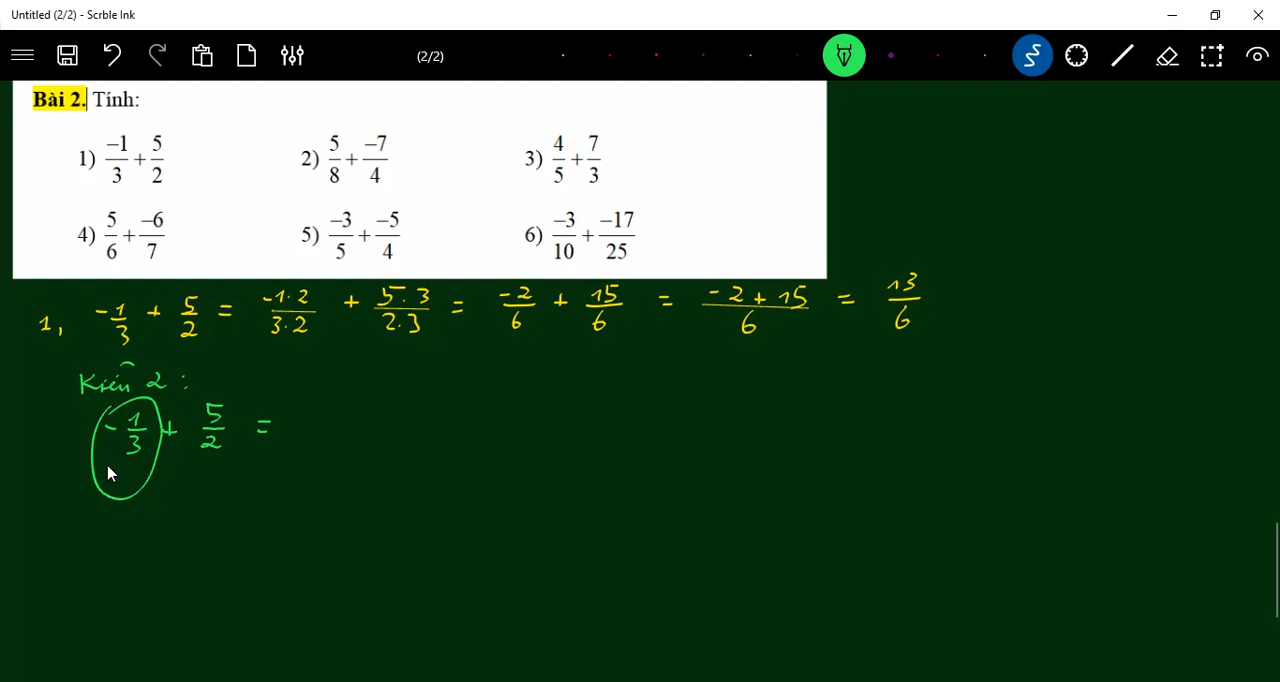 Untitled (2/2) - Scrble Ink
(2/2)
Bài 2. Tính:
1) −1/3 + 5/2 2) 5/8 + −7/4 3) 4/5 + 7/3
4) 5/6 + −6/7 5) −3/5 + −5/4 6) −3/10 + −17/25
1, -1/3 + 5/2 = -1·2/3·2 + 5·3/2·3 = -2/6 + 15/6 = -2+15/6 = 13/6
Kiểu 2 :
-1/3 + 5/2 =